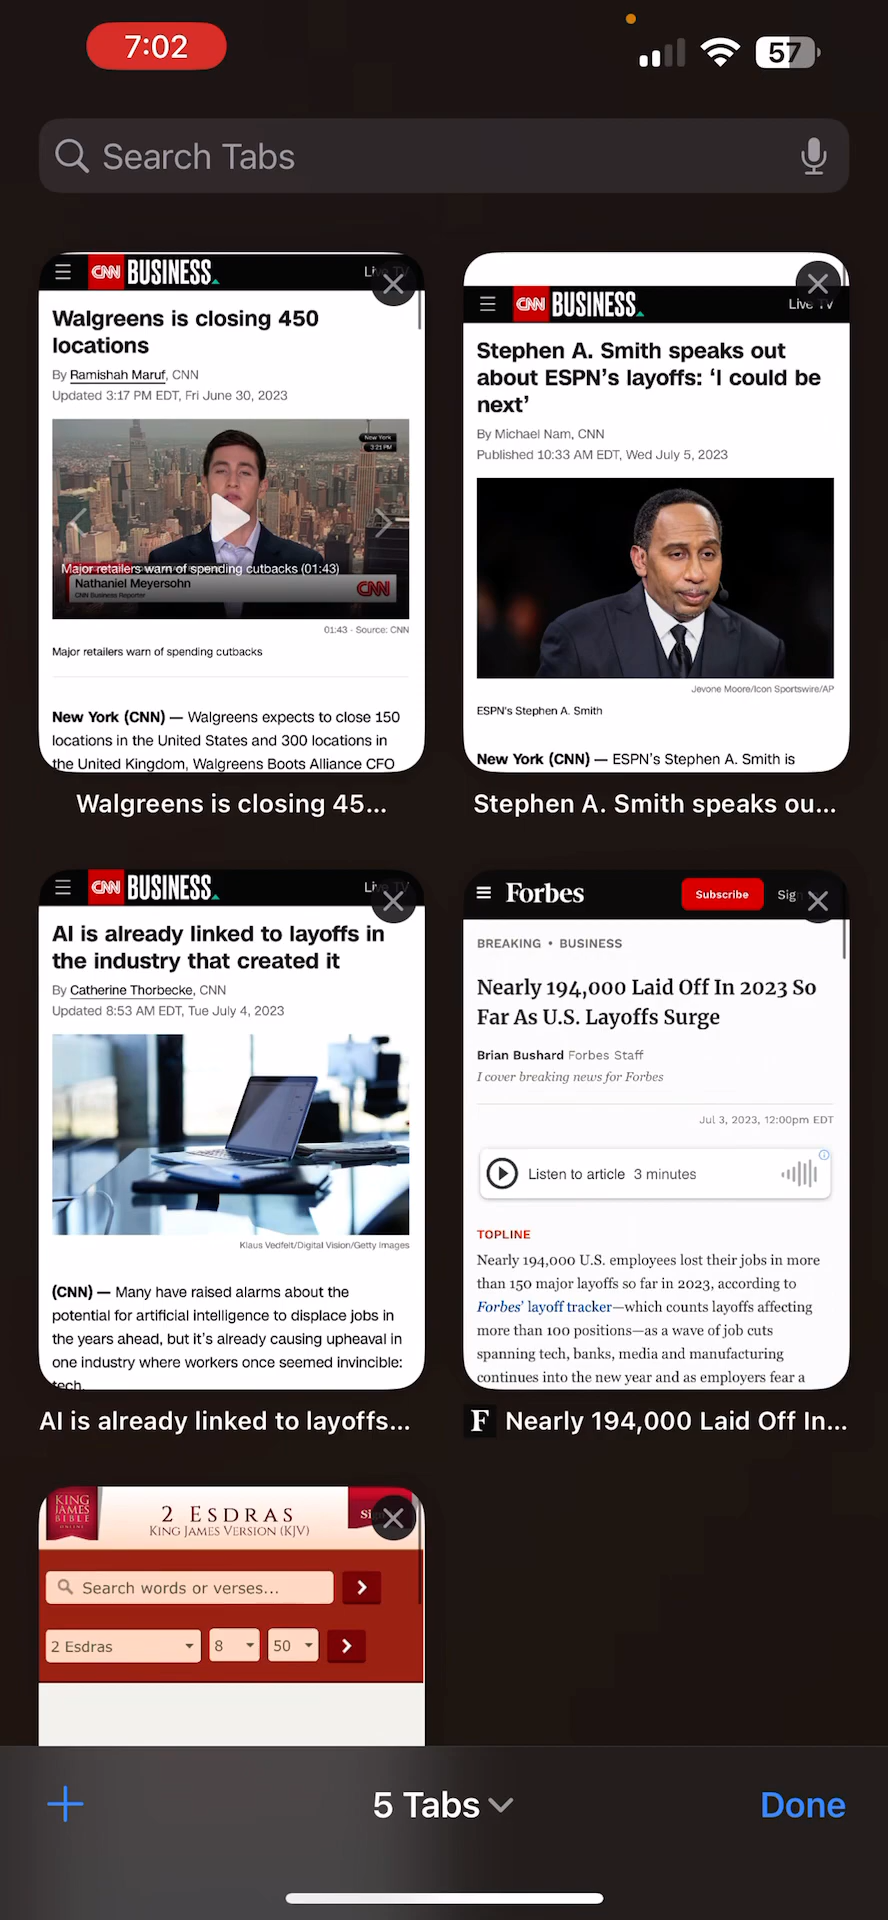 7:02
57
Search Tabs
CNN BUSINESS
Walgreens is closing 450
locations
By Ramishah Maruf, CNN
Updated 3:17 PM EDT, Fri June 30, 2023
New York
3:21 PM
Major retailers warn of spending cutbacks (01:43)
Nathaniel Meyersohn
CNN Business Reporter
CNN
01:43 - Source: CNN
Major retailers warn of spending cutbacks
New York (CNN) — Walgreens expects to close 150
locations in the United States and 300 locations in
the United Kingdom, Walgreens Boots Alliance CFO
Walgreens is closing 45...
CNN BUSINESS
Live TV
Stephen A. Smith speaks out
about ESPN's layoffs: ‘I could be
next’
By Michael Nam, CNN
Published 10:33 AM EDT, Wed July 5, 2023
Jevone Moore/Icon Sportswire/AP
ESPN's Stephen A. Smith
New York (CNN) — ESPN's Stephen A. Smith is
Stephen A. Smith speaks ou...
CNN BUSINESS
AI is already linked to layoffs in
the industry that created it
By Catherine Thorbecke, CNN
Updated 8:53 AM EDT, Tue July 4, 2023
Klaus Vedfelt/Digital Vision/Getty Images
(CNN) — Many have raised alarms about the
potential for artificial intelligence to displace jobs in
the years ahead, but it's already causing upheaval in
one industry where workers once seemed invincible:
tech.
AI is already linked to layoffs...
Forbes
Subscribe
Sig
BREAKING • BUSINESS
Nearly 194,000 Laid Off In 2023 So
Far As U.S. Layoffs Surge
Brian Bushard Forbes Staff
I cover breaking news for Forbes
Jul 3, 2023, 12:00pm EDT
Listen to article 3 minutes
TOPLINE
Nearly 194,000 U.S. employees lost their jobs in more
than 150 major layoffs so far in 2023, according to
Forbes’ layoff tracker—which counts layoffs affecting
more than 100 positions—as a wave of job cuts
spanning tech, banks, media and manufacturing
continues into the new year and as employers fear a
F Nearly 194,000 Laid Off In...
KING
JAMES
BIBLE
ONLINE
2 ESDRAS
KING JAMES VERSION (KJV)
Search words or verses...
2 Esdras
8
50
5 Tabs
Done